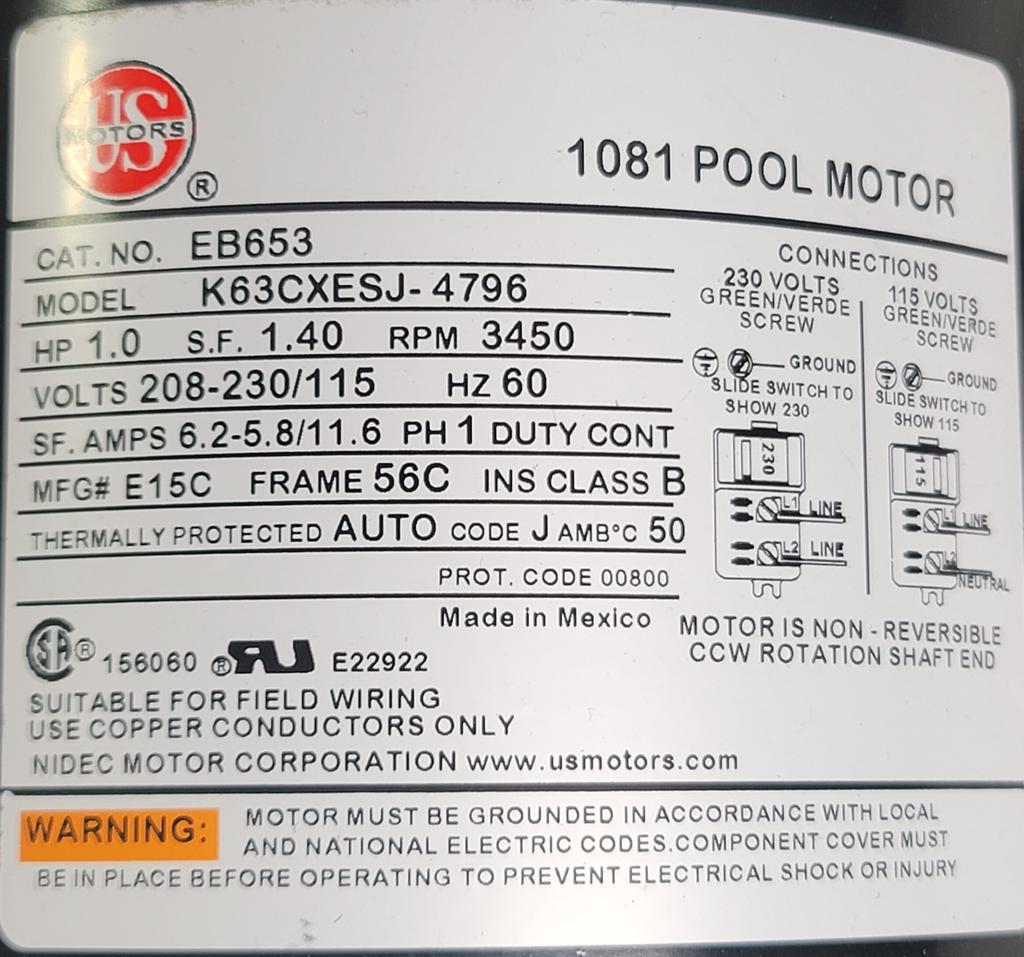 US
MOTORS
®
1081 POOL MOTOR
CAT. NO. EB653
MODEL K63CXESJ-4796
HP 1.0 S.F. 1.40 RPM 3450
VOLTS 208-230/115 HZ 60
SF. AMPS 6.2-5.8/11.6 PH 1 DUTY CONT
MFG# E15C FRAME 56C INS CLASS B
THERMALLY PROTECTED AUTO CODE J AMB°C 50
PROT. CODE 00800
Made in Mexico
CONNECTIONS
230 VOLTS
GREEN/VERDE
SCREW
GROUND
SLIDE SWITCH TO
SHOW 230
230
L1 LINE
L2 LINE
115 VOLTS
GREEN/VERDE
SCREW
GROUND
SLIDE SWITCH TO
SHOW 115
115
L1 LINE
L2
NEUTRAL
MOTOR IS NON - REVERSIBLE
CCW ROTATION SHAFT END
SA® 156060 ®RU E22922
SUITABLE FOR FIELD WIRING
USE COPPER CONDUCTORS ONLY
NIDEC MOTOR CORPORATION www.usmotors.com
WARNING: MOTOR MUST BE GROUNDED IN ACCORDANCE WITH LOCAL
AND NATIONAL ELECTRIC CODES.COMPONENT COVER MUST
BE IN PLACE BEFORE OPERATING TO PREVENT ELECTRICAL SHOCK OR INJURY